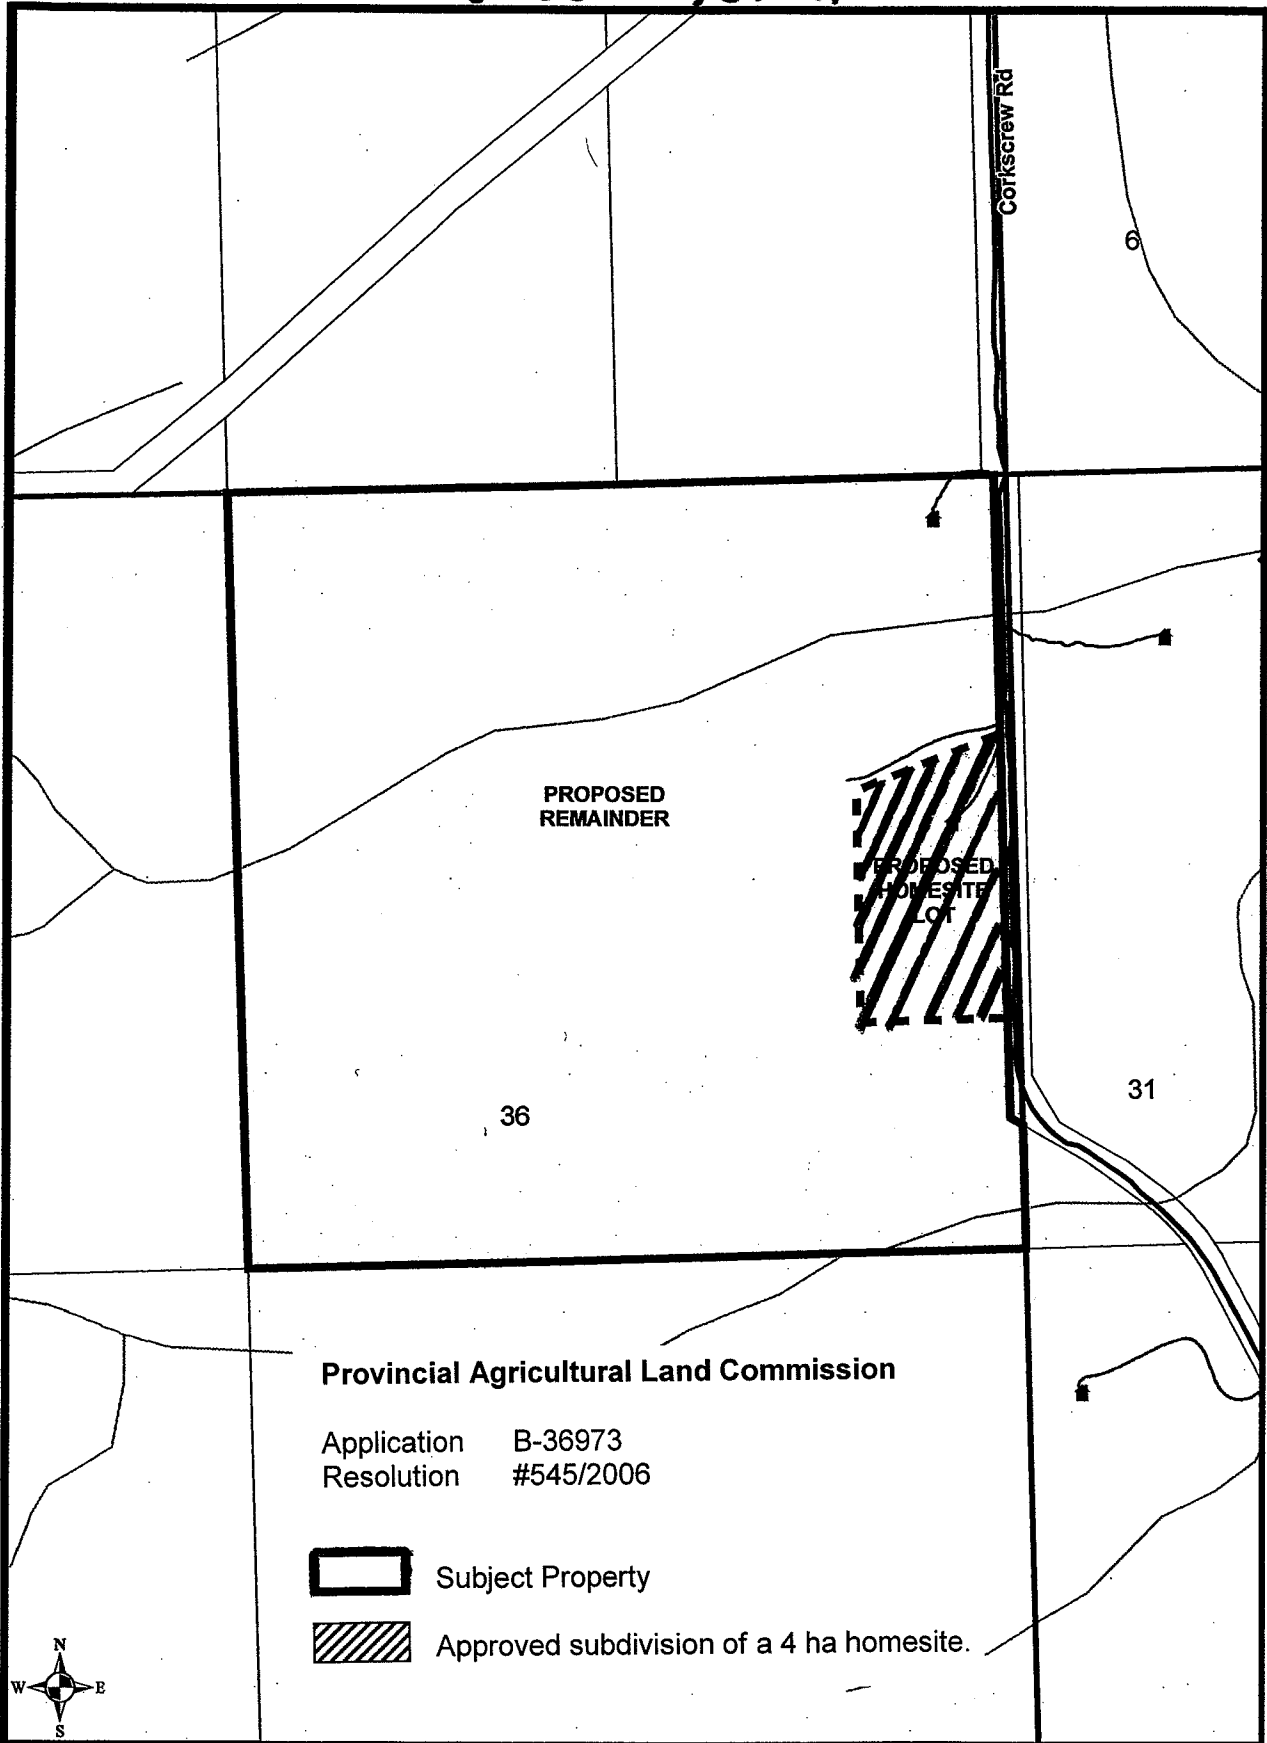 Corkscrew Rd
6
PROPOSED
REMAINDER
PROPOSED
HOMESITE
LOT
31
36
Provincial Agricultural Land Commission
Application B-36973
Resolution #545/2006
Subject Property
Approved subdivision of a 4 ha homesite.
N
W E
S